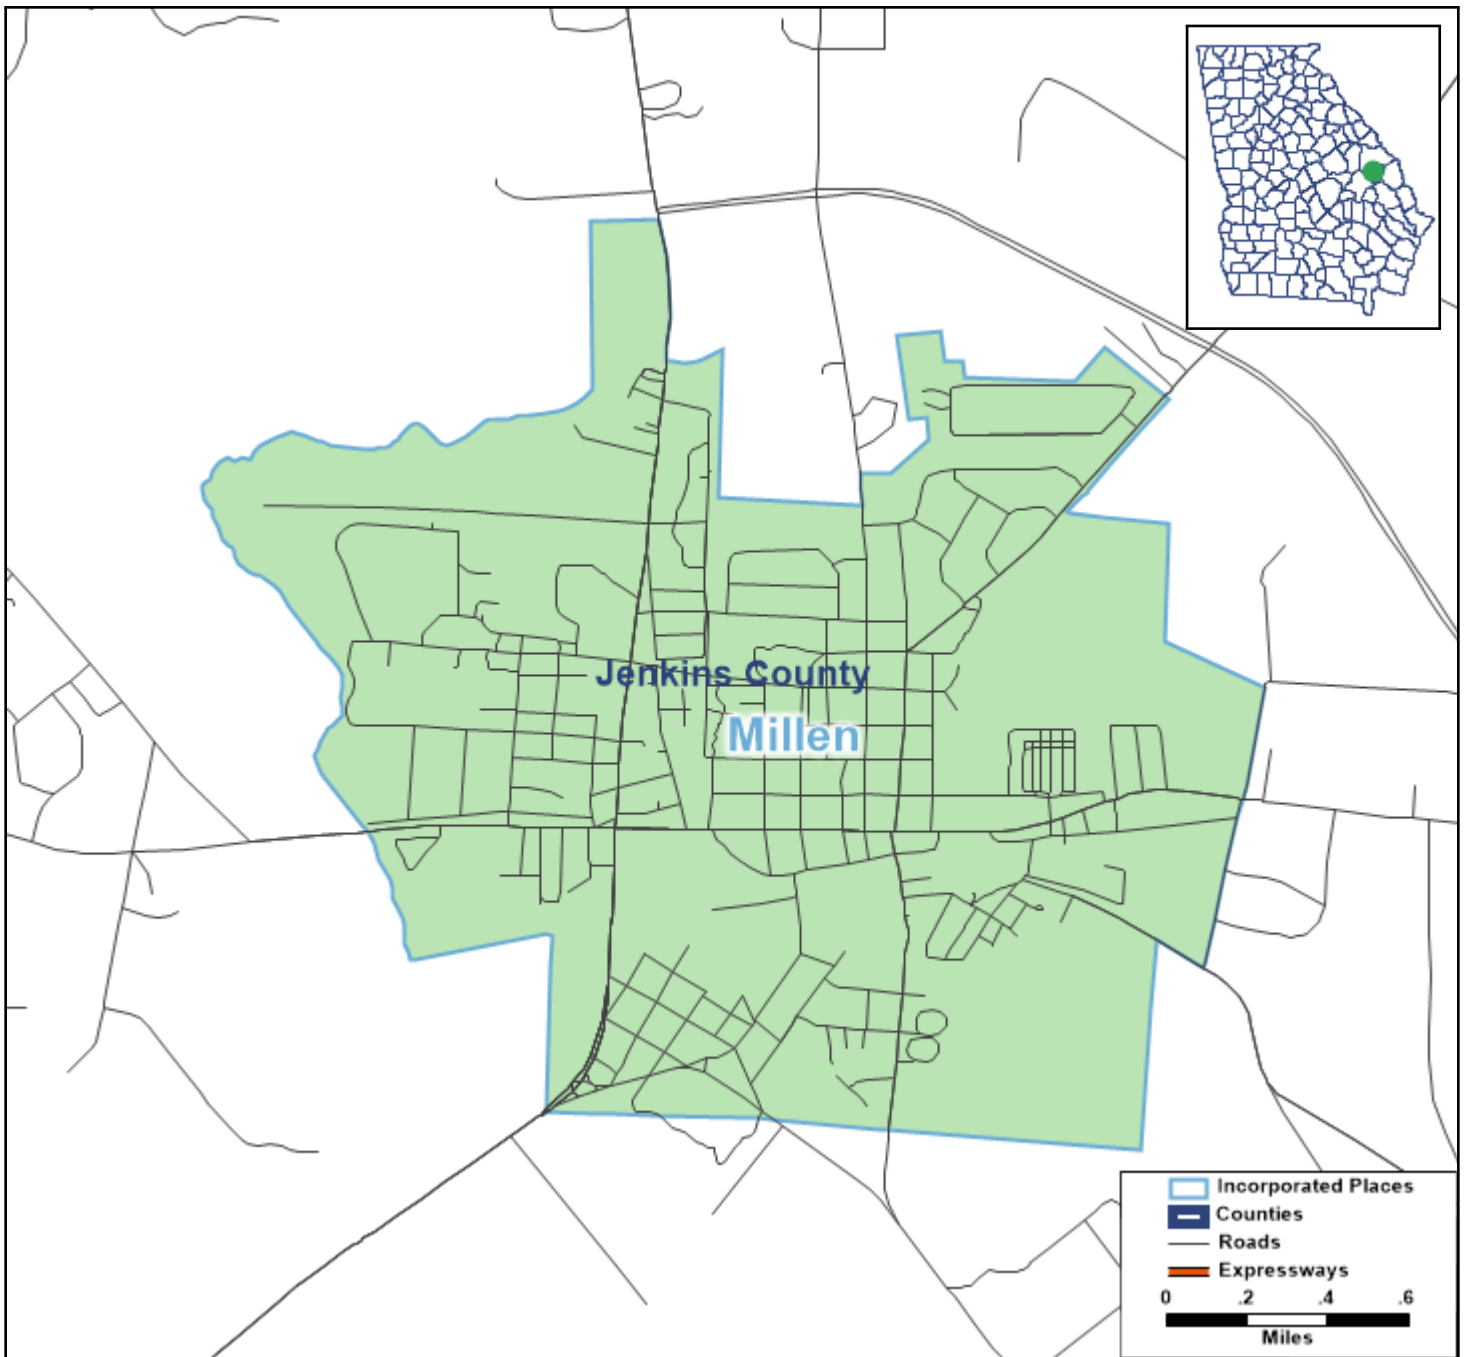 Jenkins County
Millen
Incorporated Places
Counties
Roads
Expressways
0 .2 .4 .6
Miles